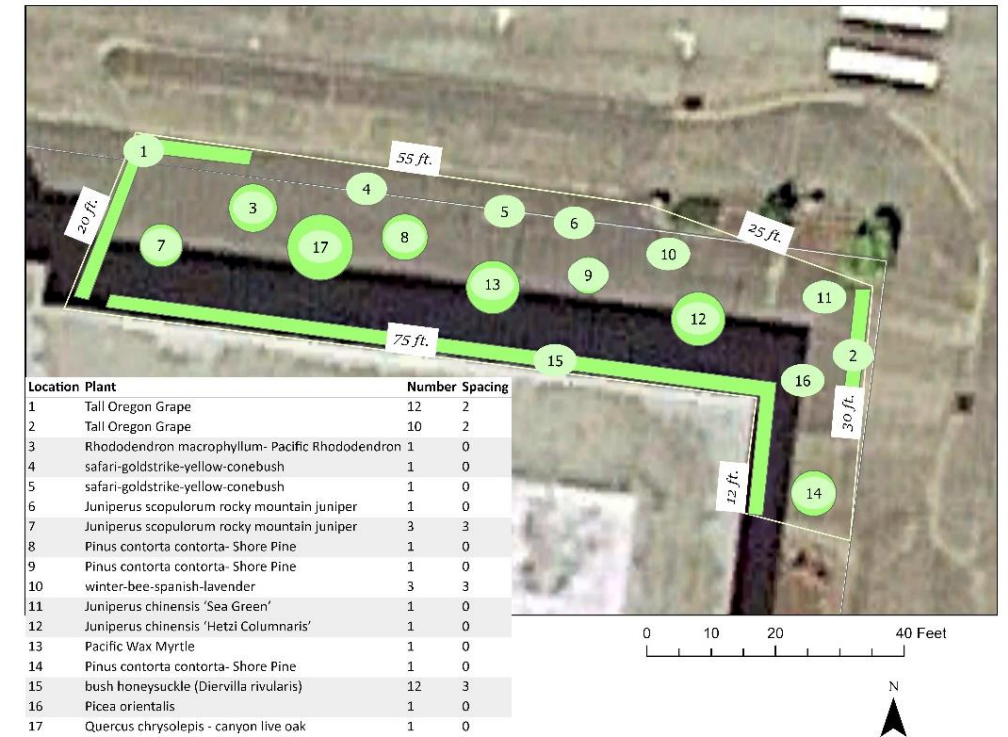 1
55 ft.
4
20 ft.
3
5
6
25 ft.
7
17
8
10
9
13
11
12
75 ft.
15
2
16
30 ft.
12 ft.
14
Location Plant Number Spacing
1 Tall Oregon Grape 12 2
2 Tall Oregon Grape 10 2
3 Rhododendron macrophyllum- Pacific Rhododendron 1 0
4 safari-goldstrike-yellow-conebush 1 0
5 safari-goldstrike-yellow-conebush 1 0
6 Juniperus scopulorum rocky mountain juniper 1 0
7 Juniperus scopulorum rocky mountain juniper 3 3
8 Pinus contorta contorta- Shore Pine 1 0
9 Pinus contorta contorta- Shore Pine 1 0
10 winter-bee-spanish-lavender 3 3
11 Juniperus chinensis ‘Sea Green’ 1 0
12 Juniperus chinensis ‘Hetzi Columnaris’ 1 0
13 Pacific Wax Myrtle 1 0
14 Pinus contorta contorta- Shore Pine 1 0
15 bush honeysuckle (Diervilla rivularis) 12 3
16 Picea orientalis 1 0
17 Quercus chrysolepis - canyon live oak 1 0
0 10 20 40 Feet
N